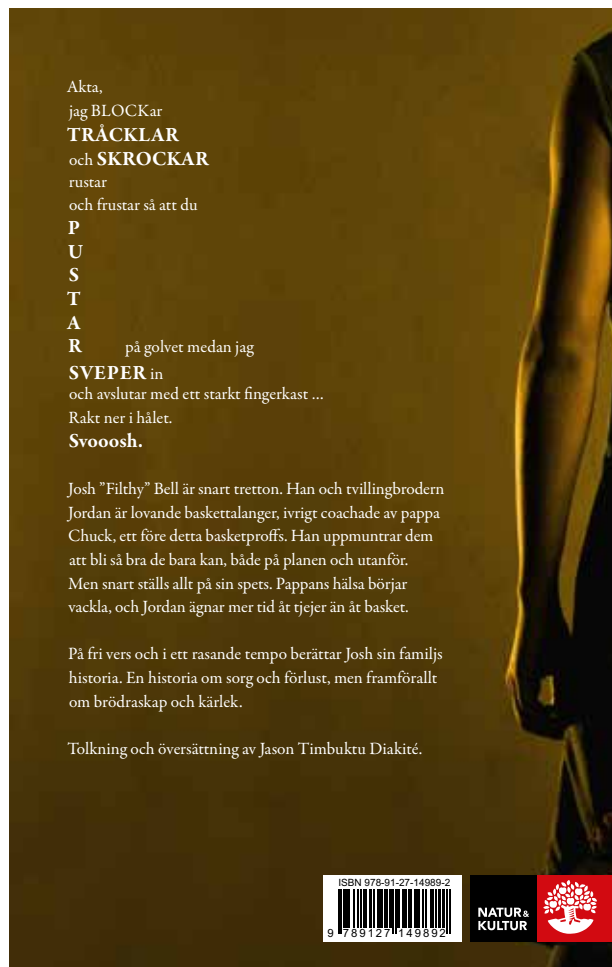 Akta,
jag BLOCKar
TRÅCKLAR
och SKROCKAR
rustar
och frustar så att du
P
U
S
T
A
R på golvet medan jag
SVEPER in
och avslutar med ett starkt fingerkast ...
Rakt ner i hålet.
Svooosh.
Josh ”Filthy” Bell är snart tretton. Han och tvillingbrodern
Jordan är lovande baskettalanger, ivrigt coachade av pappa
Chuck, ett före detta basketproffs. Han uppmuntrar dem
att bli så bra de bara kan, både på planen och utanför.
Men snart ställs allt på sin spets. Pappans hälsa börjar
vackla, och Jordan ägnar mer tid åt tjejer än åt basket.
På fri vers och i ett rasande tempo berättar Josh sin familjs
historia. En historia om sorg och förlust, men framförallt
om brödraskap och kärlek.
Tolkning och översättning av Jason Timbuktu Diakité.
ISBN 978-91-27-14989-2
9 789127 149892
NATUR &
KULTUR